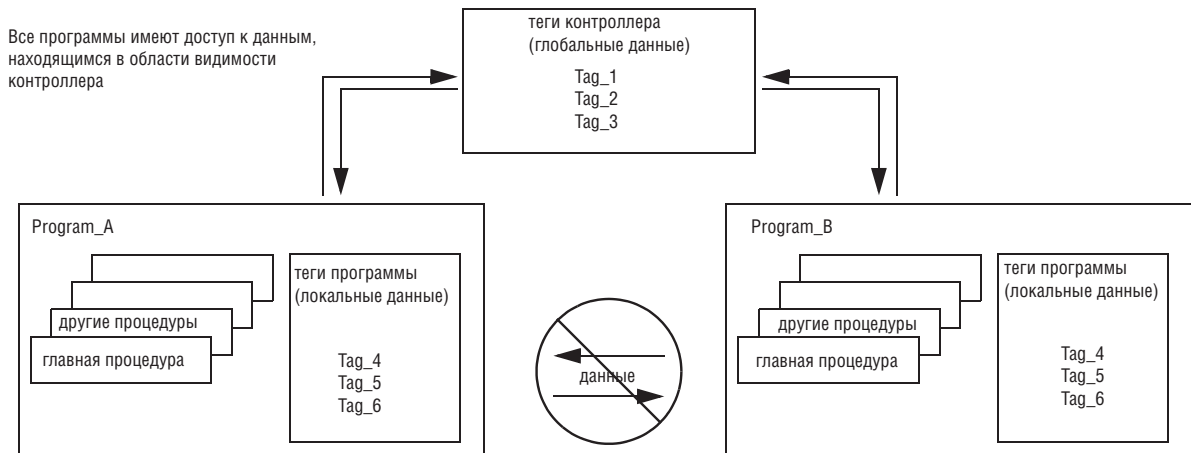 Все программы имеют доступ к данным,
находящимся в области видимости
контроллера
теги контроллера
(глобальные данные)
Tag_1
Tag_2
Tag_3
Program_A
другие процедуры
главная процедура
теги программы
(локальные данные)
Tag_4
Tag_5
Tag_6
данные
Program_B
другие процедуры
главная процедура
теги программы
(локальные данные)
Tag_4
Tag_5
Tag_6